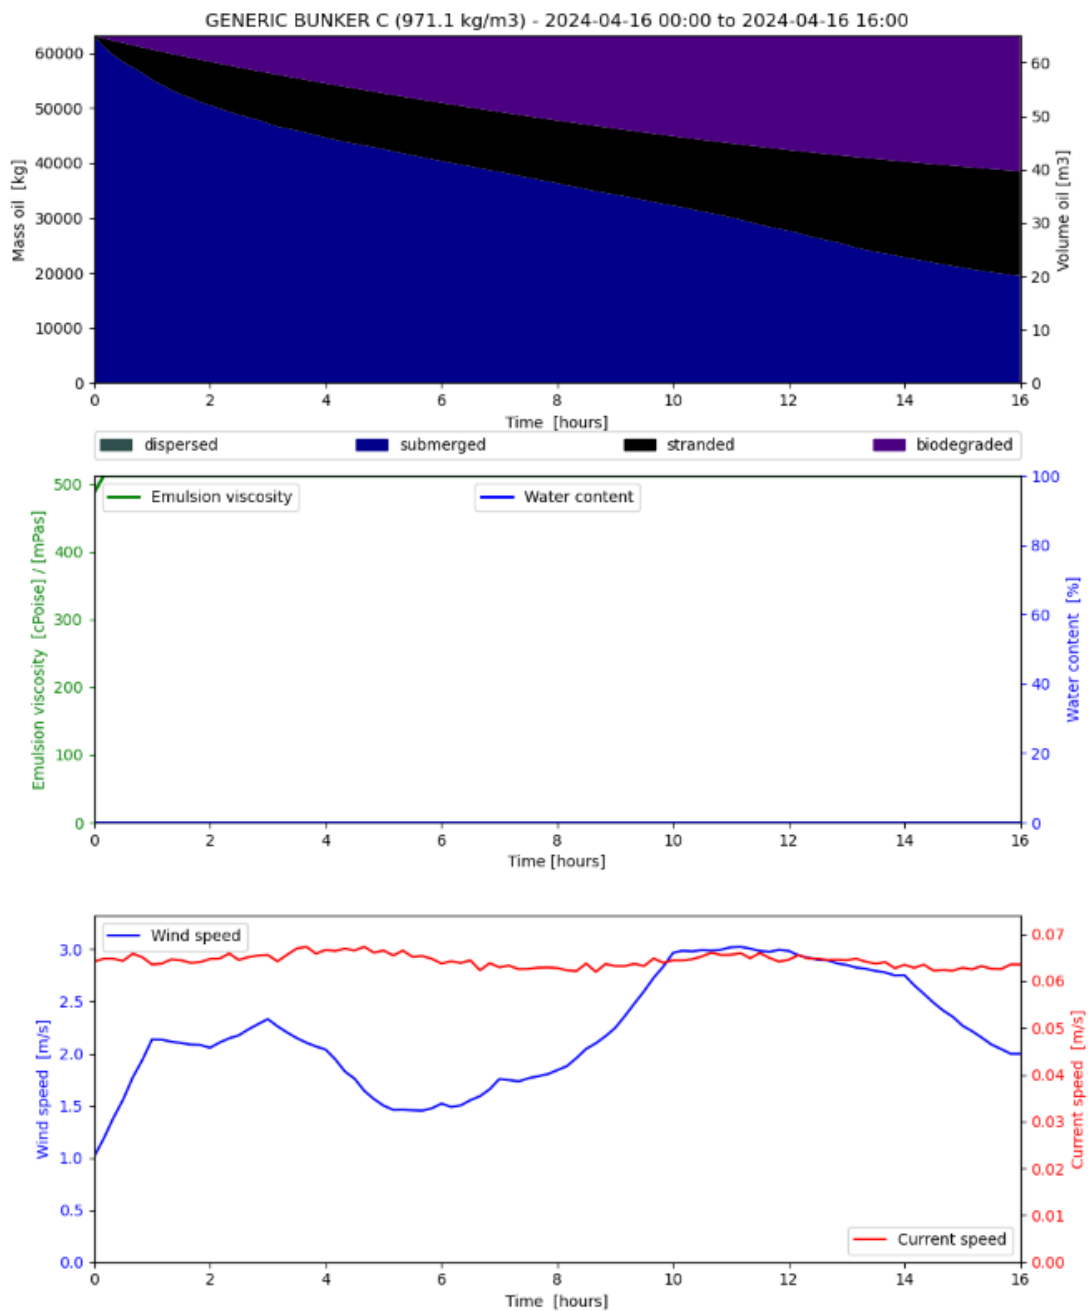 GENERIC BUNKER C (971.1 kg/m3) - 2024-04-16 00:00 to 2024-04-16 16:00
60000
50000
40000
30000
20000
10000
0
Mass oil [kg]
60
50
40
30
20
10
0
Volume oil [m3]
0 2 4 6 8 10 12 14 16
Time [hours]
dispersed submerged stranded biodegraded
500
400
300
200
100
0
Emulsion viscosity [cPoise] / [mPas]
Emulsion viscosity
Water content
100
80
60
40
20
0
Water content [%]
0 2 4 6 8 10 12 14 16
Time [hours]
3.0
2.5
2.0
1.5
1.0
0.5
0.0
Wind speed [m/s]
Wind speed
0.07
0.06
0.05
0.04
0.03
0.02
0.01
0.00
Current speed [m/s]
Current speed
0 2 4 6 8 10 12 14 16
Time [hours]